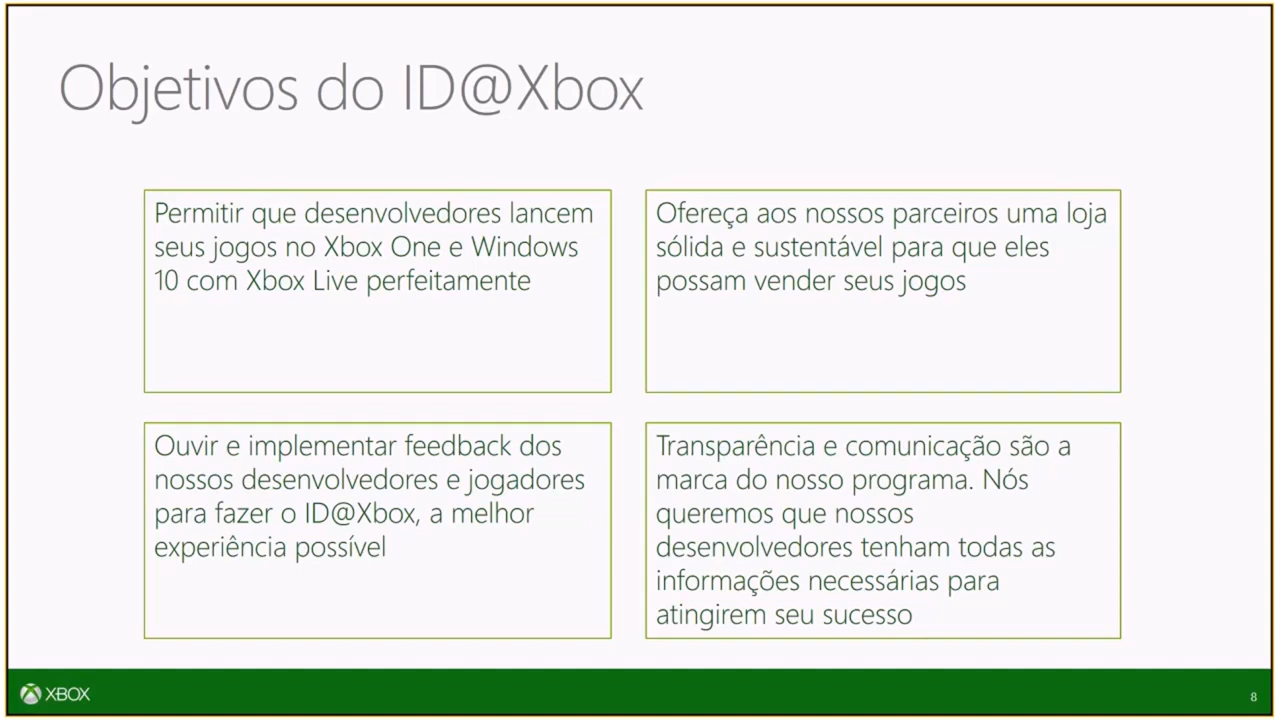 Objetivos do ID@Xbox
Permitir que desenvolvedores lancem
seus jogos no Xbox One e Windows
10 com Xbox Live perfeitamente
Ofereça aos nossos parceiros uma loja
sólida e sustentável para que eles
possam vender seus jogos
Ouvir e implementar feedback dos
nossos desenvolvedores e jogadores
para fazer o ID@Xbox, a melhor
experiência possível
Transparência e comunicação são a
marca do nosso programa. Nós
queremos que nossos
desenvolvedores tenham todas as
informações necessárias para
atingirem seu sucesso
XBOX
8